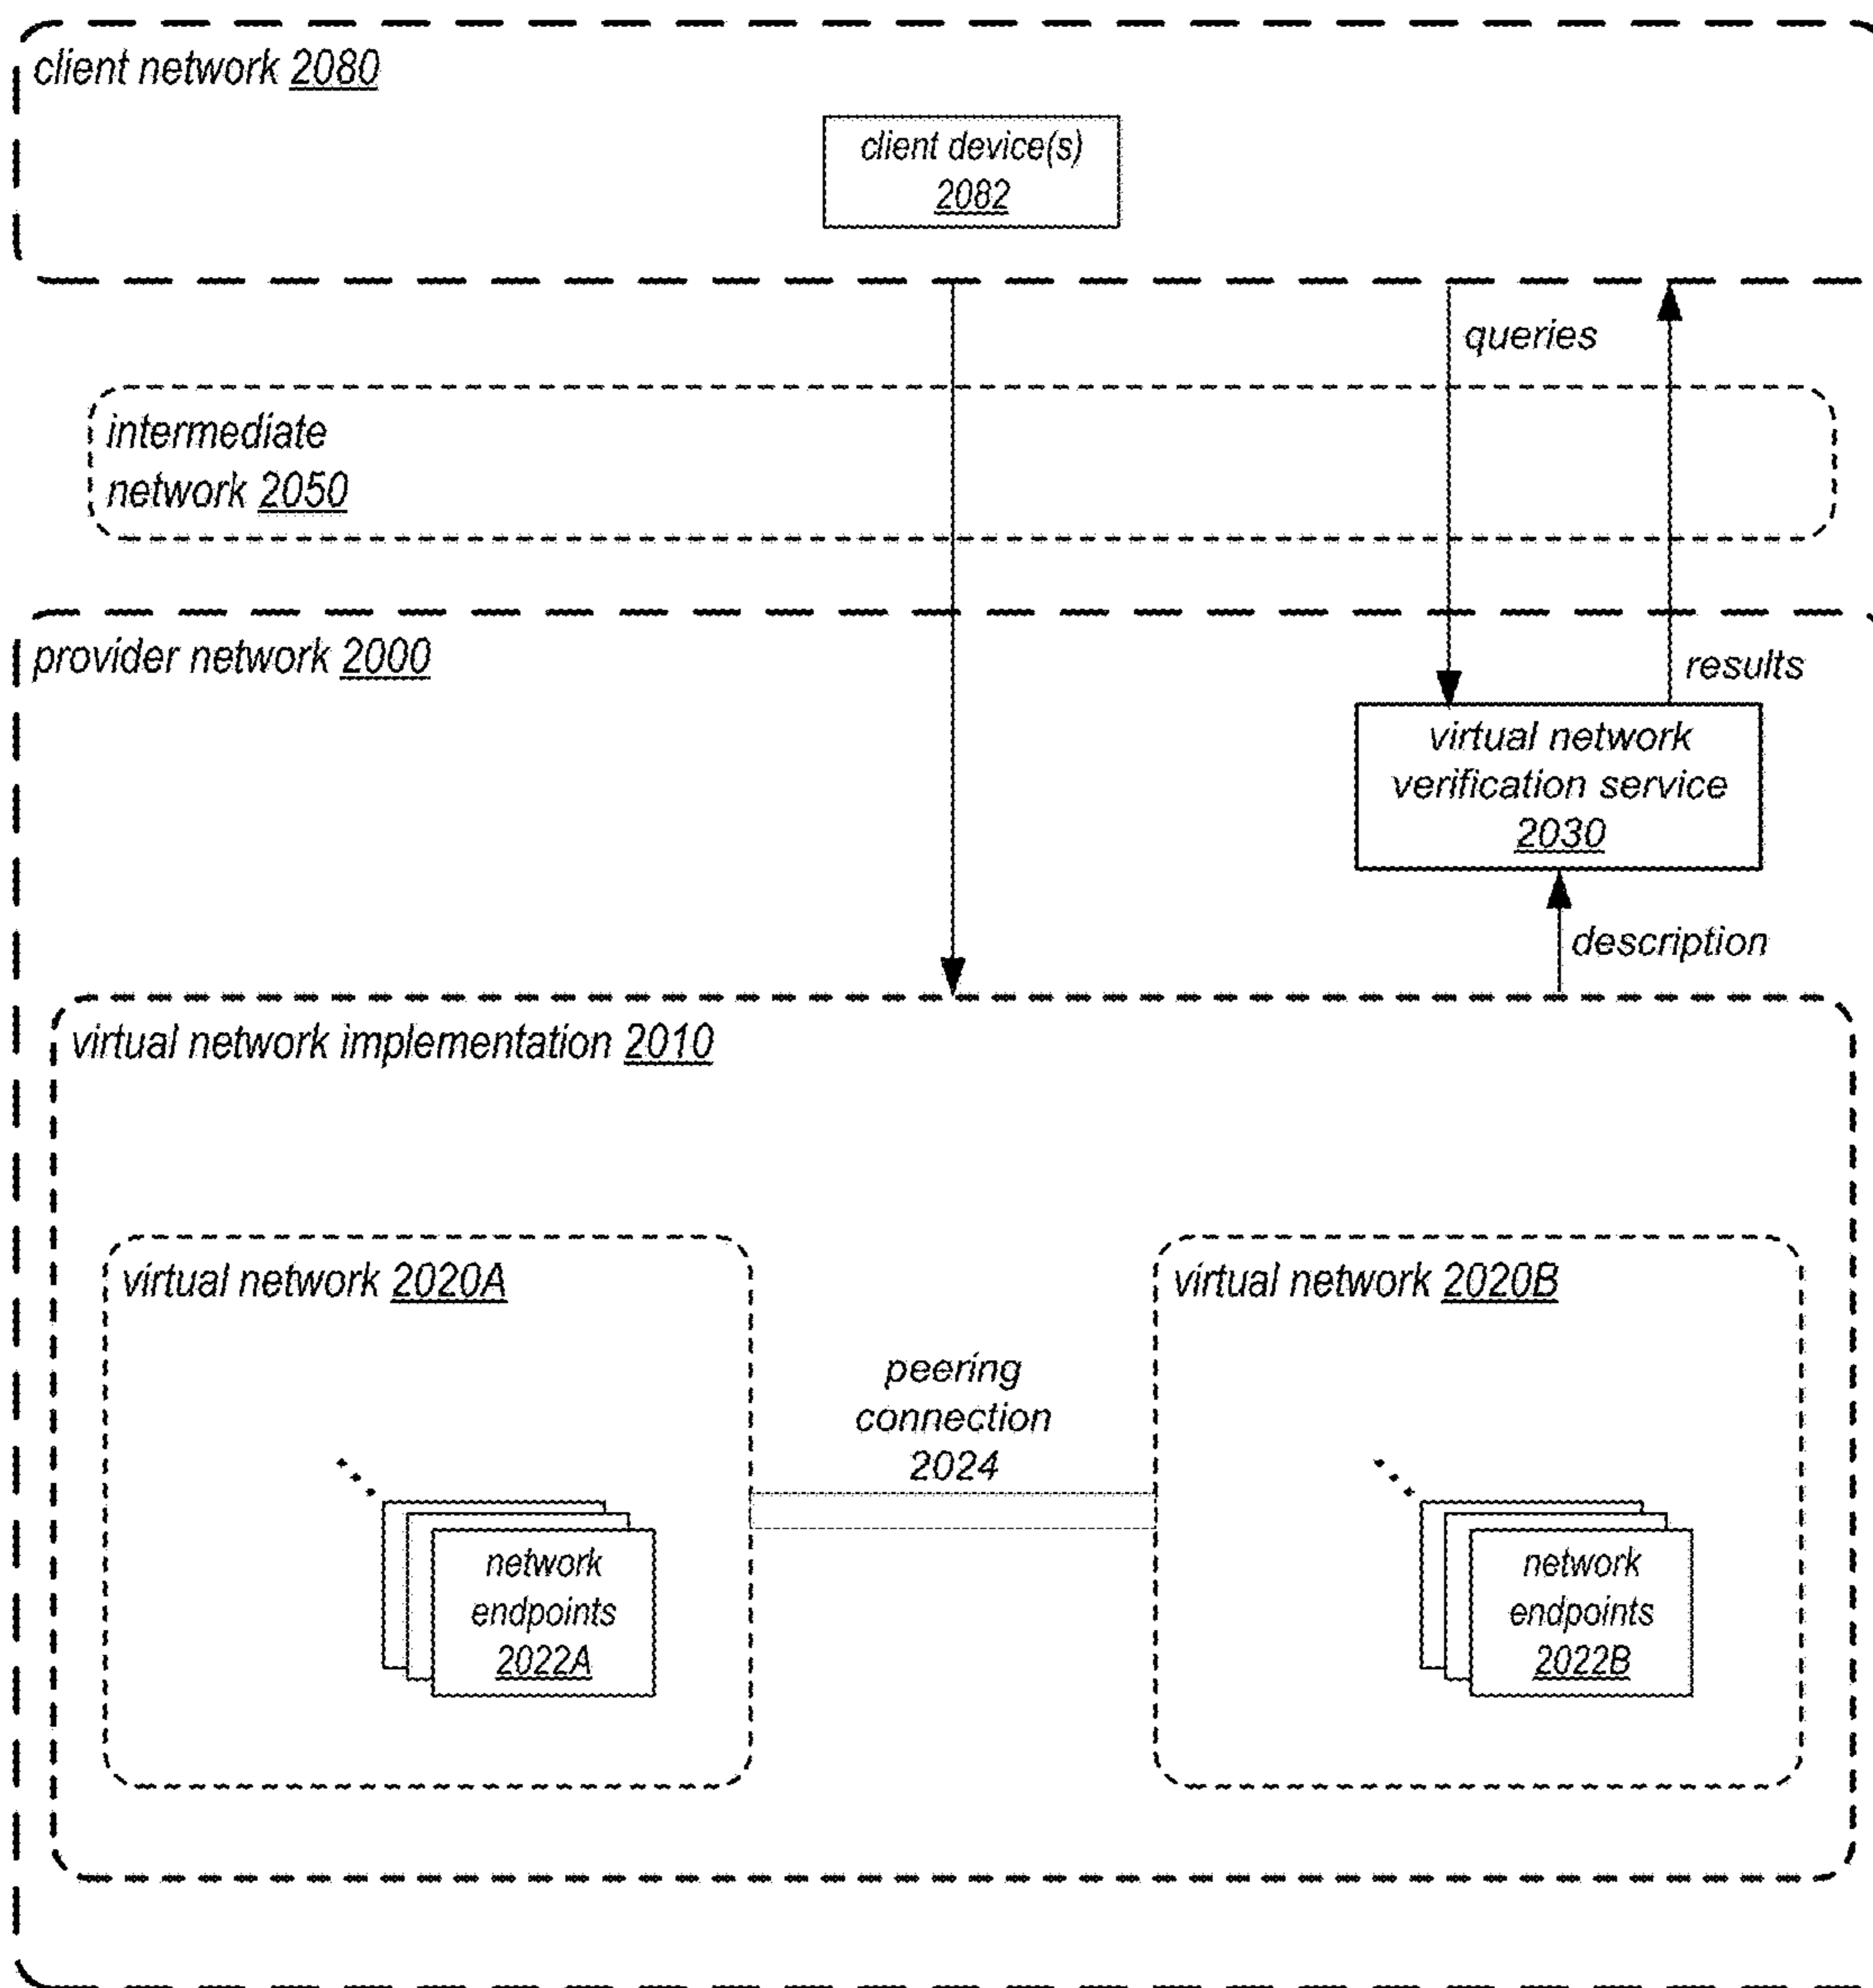 client network 2080
client device(s)
2082
queries
intermediate
network 2050
provider network 2000
results
virtual network
verification service
2030
description
virtual network implementation 2010
virtual network 2020A
virtual network 2020B
peering
connection
2024
network
endpoints
2022A
network
endpoints
2022B